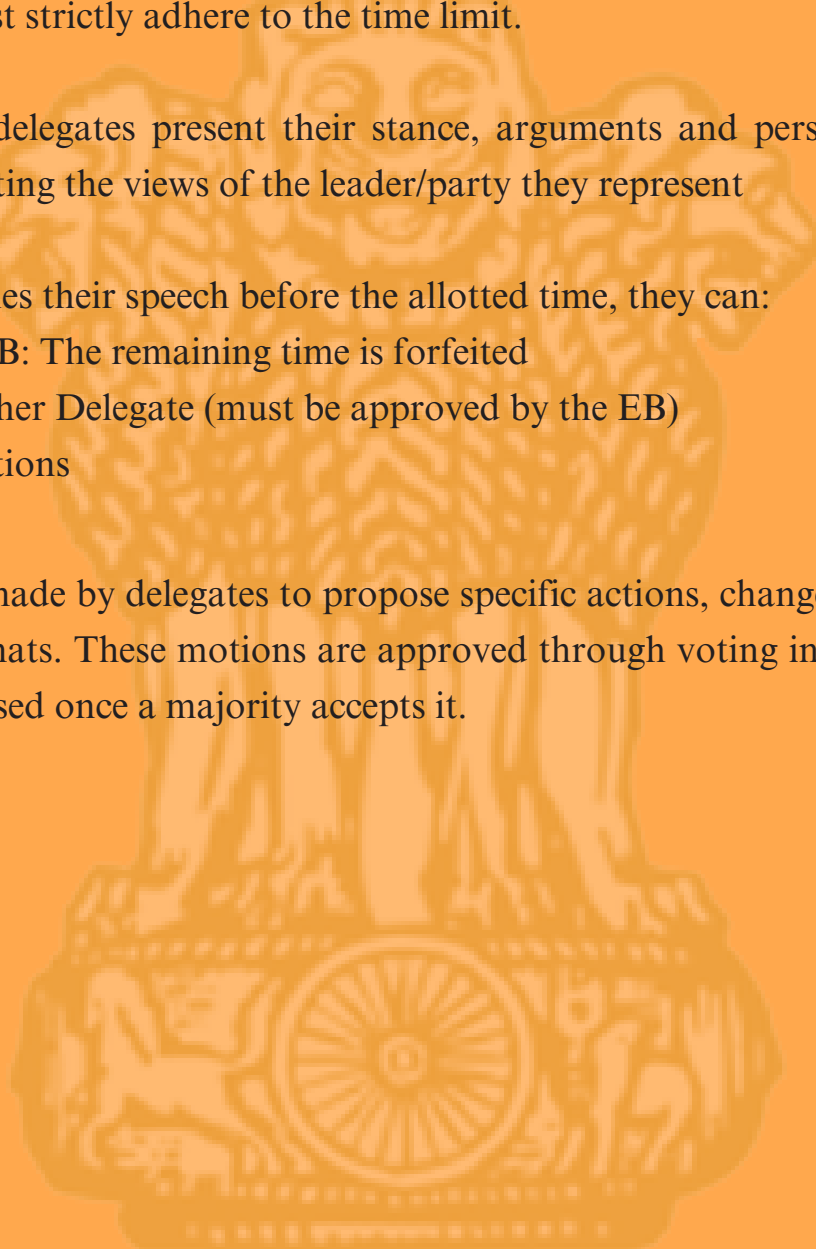 st strictly adhere to the time limit.
delegates present their stance, arguments and pers
ting the views of the leader/party they represent
es their speech before the allotted time, they can:
B: The remaining time is forfeited
her Delegate (must be approved by the EB)
tions
made by delegates to propose specific actions, chang
ats. These motions are approved through voting in
sed once a majority accepts it.